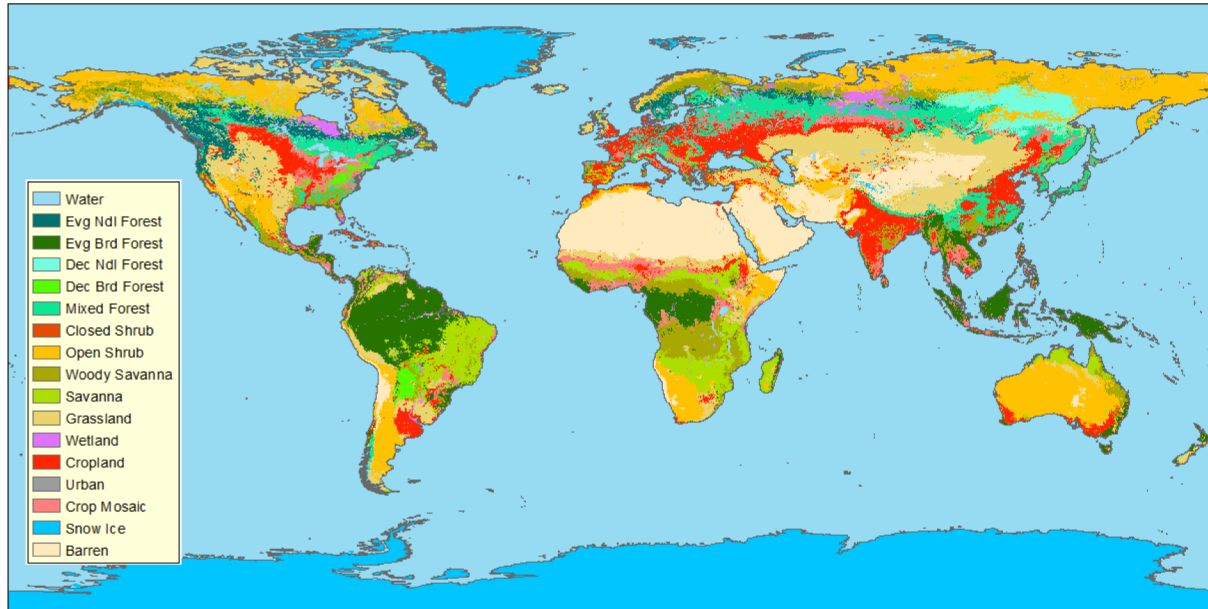 Water
Evg Ndl Forest
Evg Brd Forest
Dec Ndl Forest
Dec Brd Forest
Mixed Forest
Closed Shrub
Open Shrub
Woody Savanna
Savanna
Grassland
Wetland
Cropland
Urban
Crop Mosaic
Snow Ice
Barren